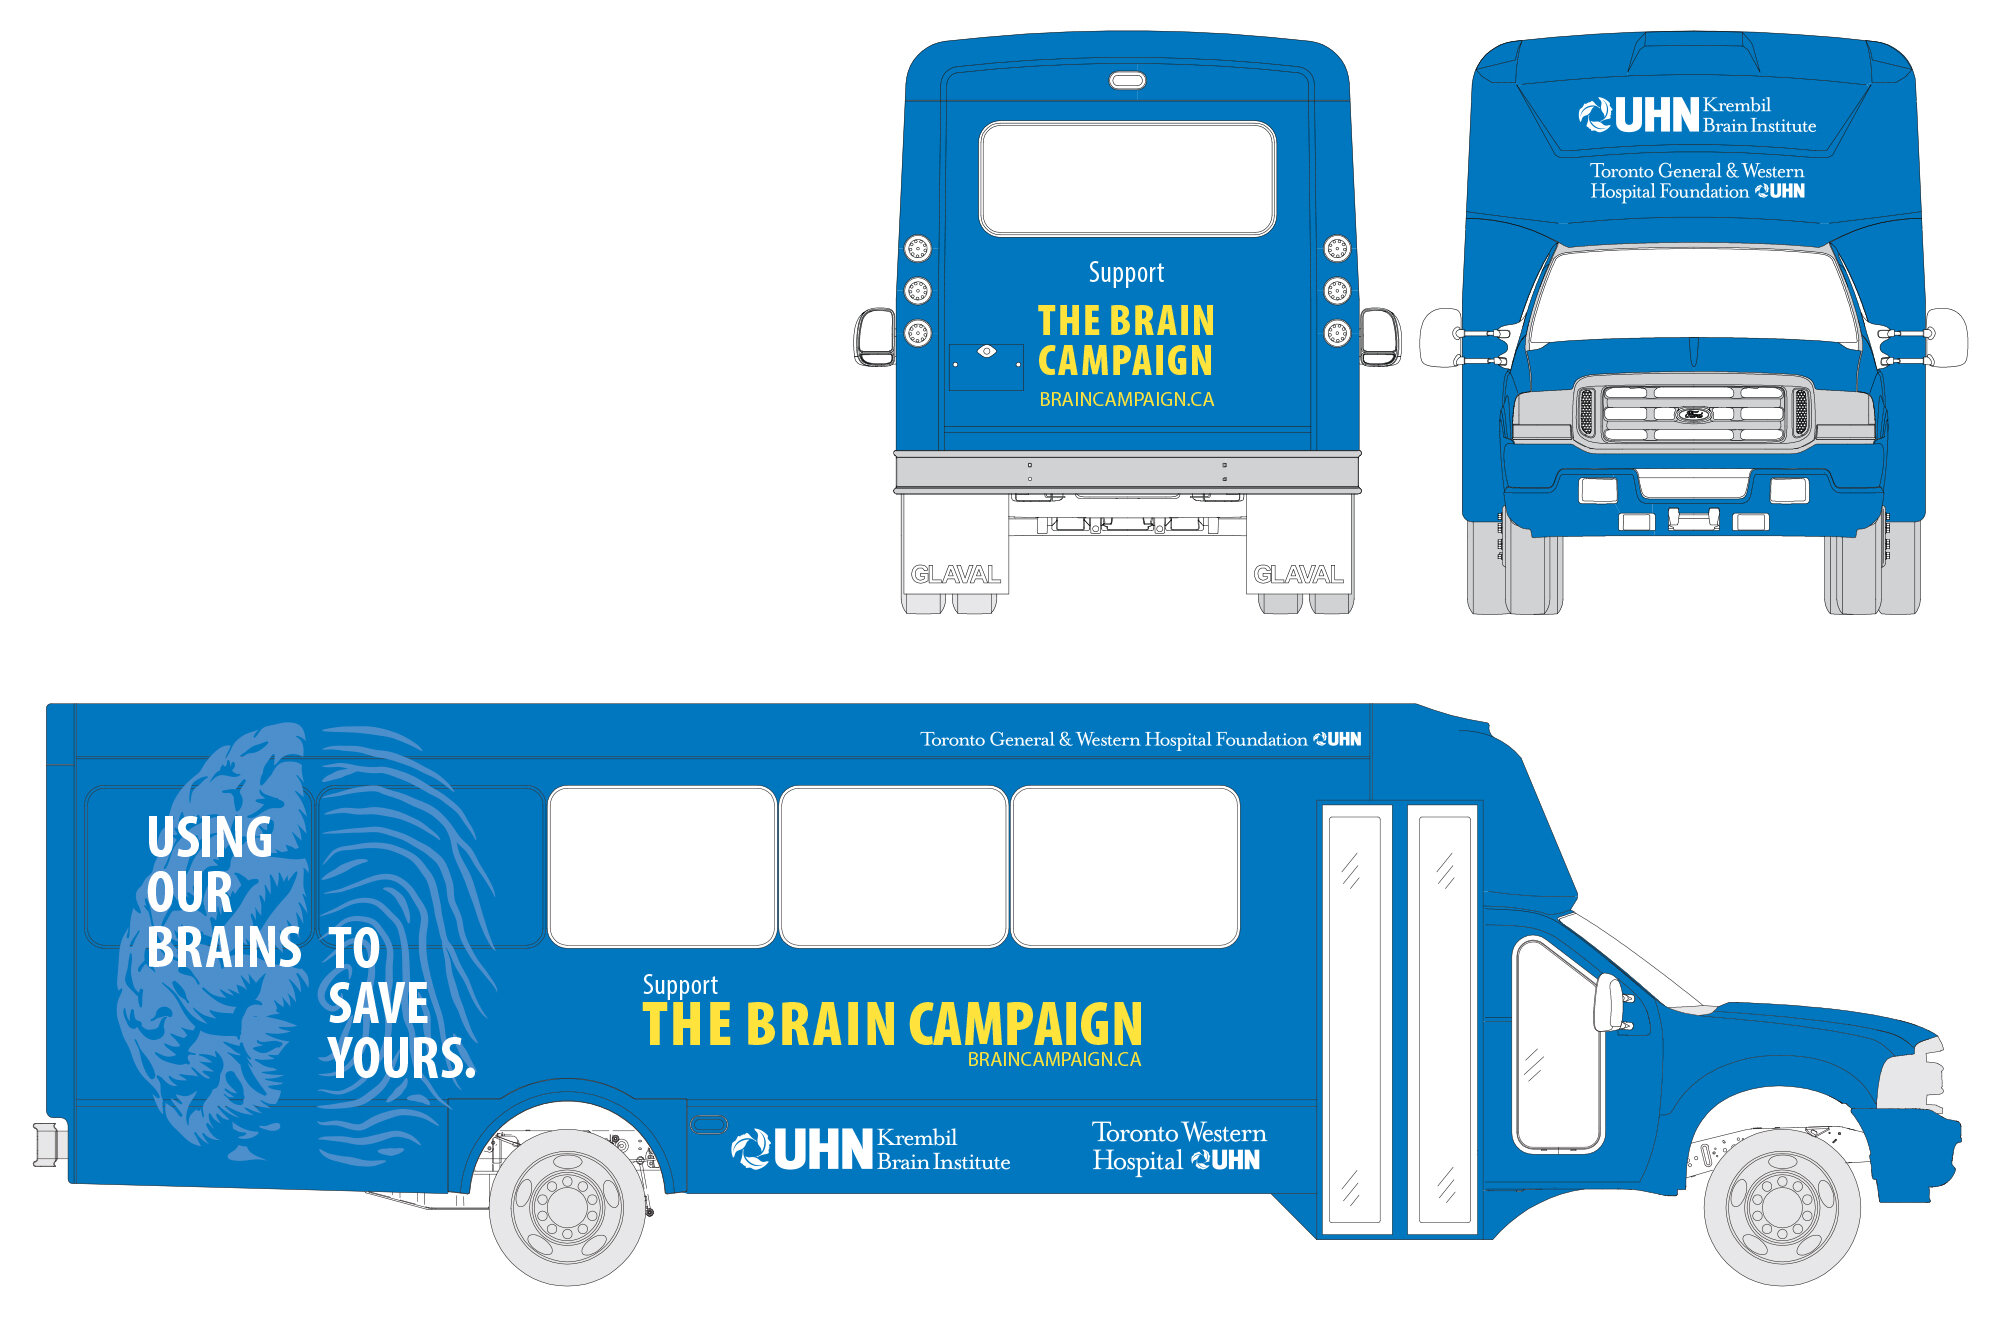 Support
THE BRAIN
CAMPAIGN
BRAINCAMPAIGN.CA
GLAVAL
GLAVAL
UHN Krembil
Brain Institute
Toronto General & Western
Hospital Foundation UHN
Ford
Toronto General & Western Hospital Foundation UHN
USING
OUR
BRAINS
TO
SAVE
YOURS.
Support
THE BRAIN CAMPAIGN
BRAINCAMPAIGN.CA
UHN Krembil
Brain Institute
Toronto Western
Hospital UHN